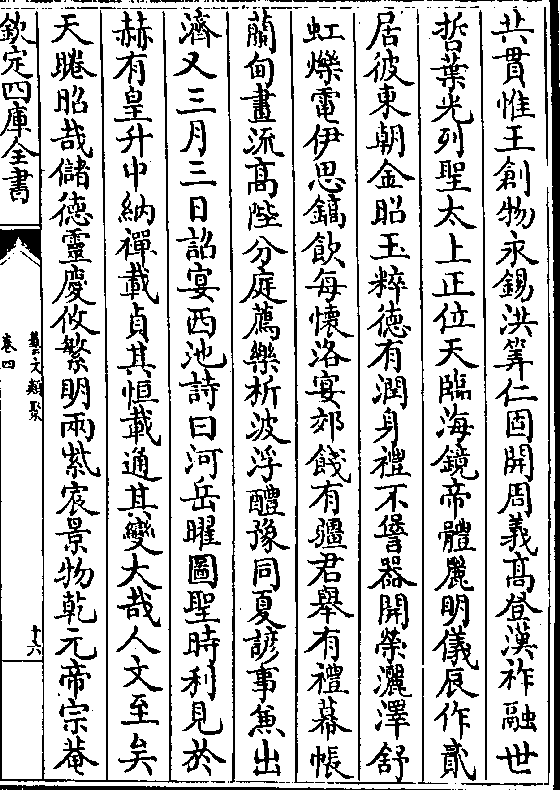 共貫惟王創物永錫洪筭仁固開周義高登漢祚融世
哲業光列聖太上正位天臨海鏡帝體麗明儀辰作貳
居彼東朝金昭玉粹德有潤身禮不諐器開榮灑澤舒
虹爍電伊思鎬飲每懷洛宴郊餞有疆君舉有禮幕帷
蘭甸畫流高陛分庭薦樂析波浮醴豫同夏諺事兼出
濟又三月三日詔宴西池詩曰河岳曜圖聖時利見於
赫有皇升中納禪載貞其恒載通其變大哉人文至矣
天睠昭哉儲德靈慶攸繁明兩紫宸景物乾元帝宗菴
欽定四庫全書
藝文類聚
卷四
十六